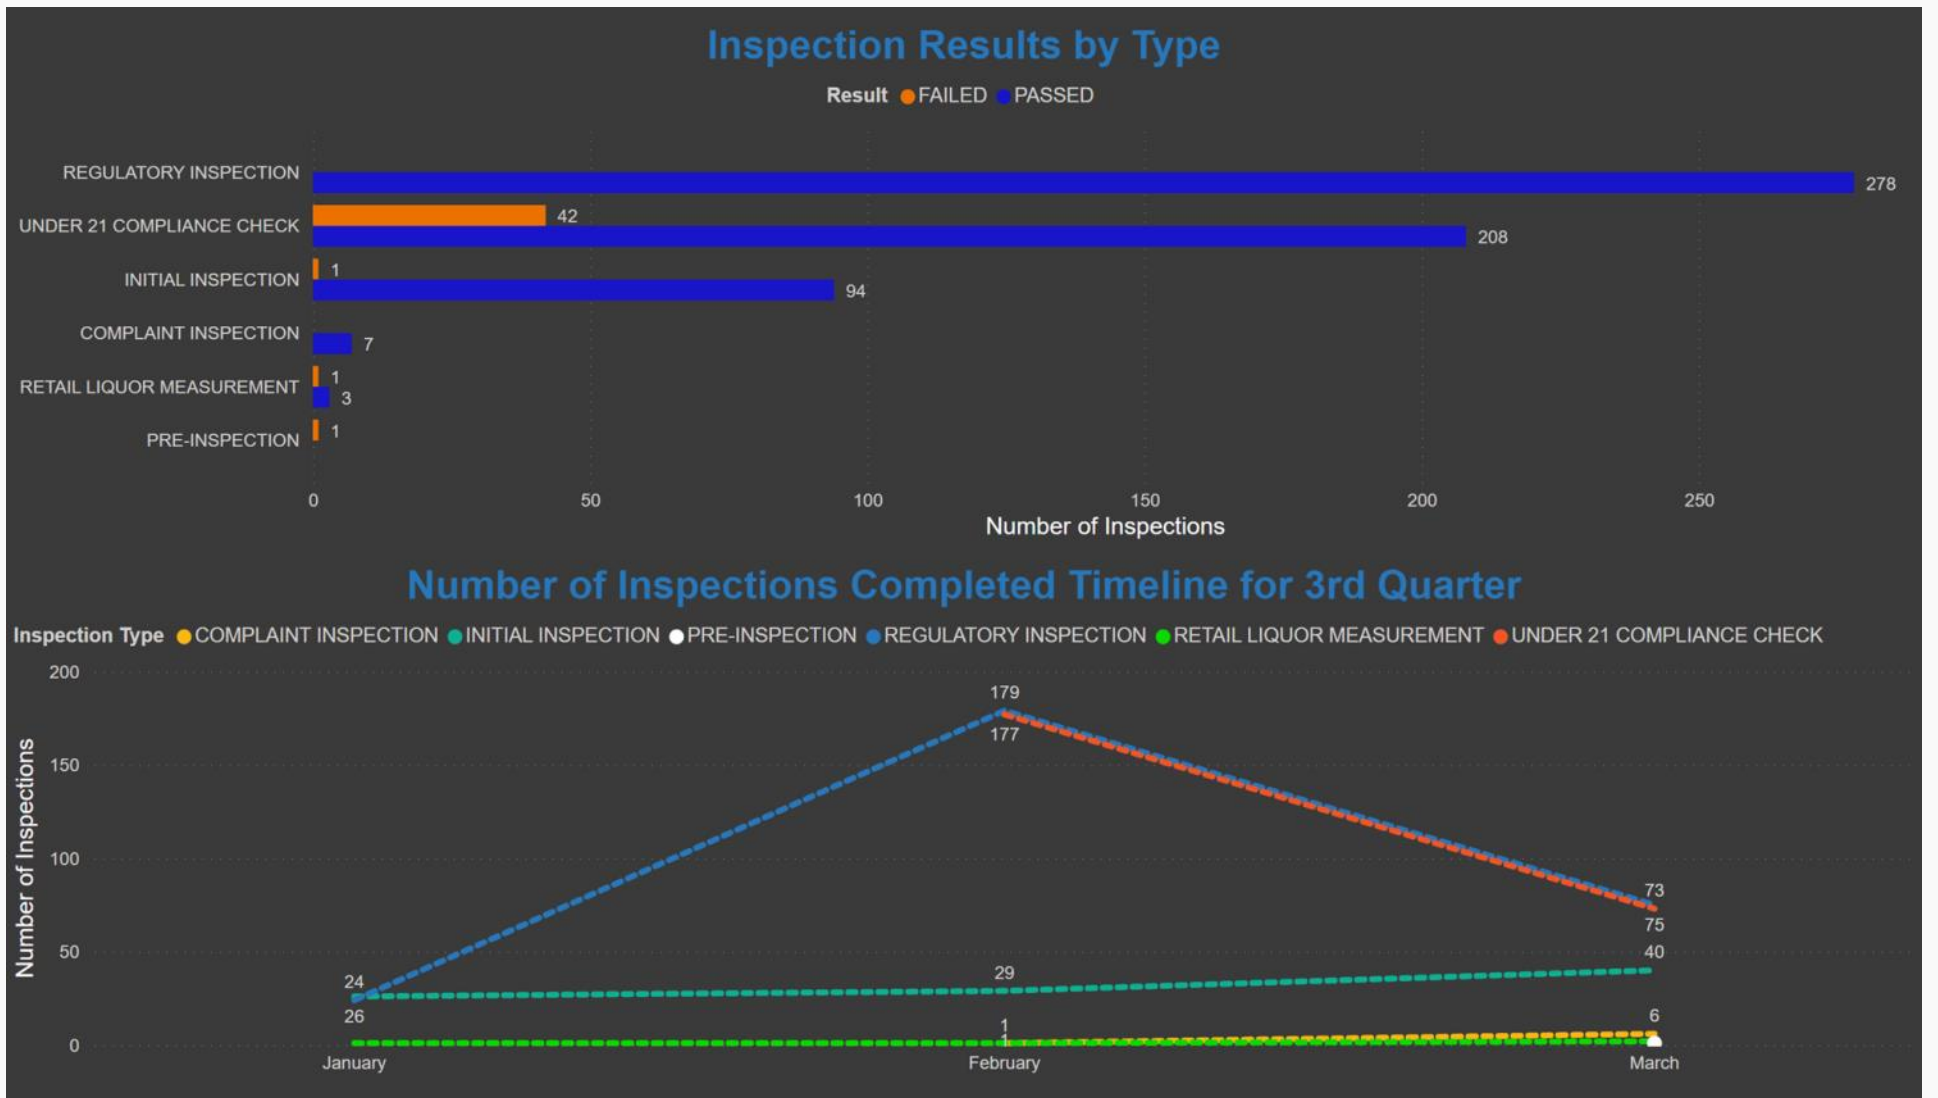 Inspection Results by Type
Result FAILED PASSED
REGULATORY INSPECTION
278
UNDER 21 COMPLIANCE CHECK
42
208
INITIAL INSPECTION
1
94
COMPLAINT INSPECTION
7
RETAIL LIQUOR MEASUREMENT
1
3
PRE-INSPECTION
1
0 50 100 150 200 250
Number of Inspections
Number of Inspections Completed Timeline for 3rd Quarter
Inspection Type COMPLAINT INSPECTION INITIAL INSPECTION PRE-INSPECTION REGULATORY INSPECTION RETAIL LIQUOR MEASUREMENT UNDER 21 COMPLIANCE CHECK
Number of Inspections
200
179
177
150
100
73
75
50
40
24
29
26
6
1
1
0
January February March